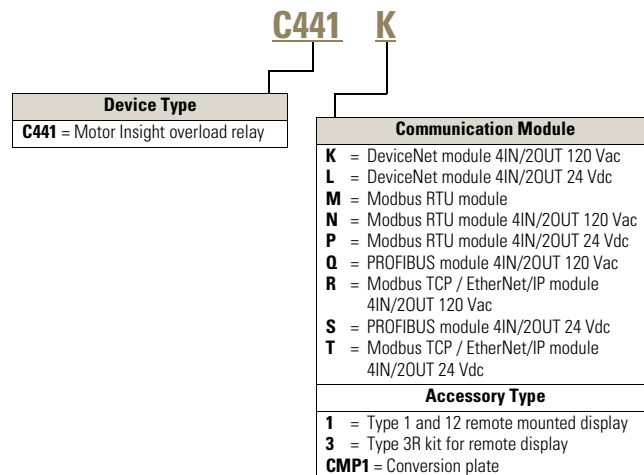 C441 K
Device Type
C441 = Motor Insight overload relay
Communication Module
K = DeviceNet module 4IN/2OUT 120 Vac
L = DeviceNet module 4IN/2OUT 24 Vdc
M = Modbus RTU module
N = Modbus RTU module 4IN/2OUT 120 Vac
P = Modbus RTU module 4IN/2OUT 24 Vdc
Q = PROFIBUS module 4IN/2OUT 120 Vac
R = Modbus TCP / EtherNet/IP module
4IN/2OUT 120 Vac
S = PROFIBUS module 4IN/2OUT 24 Vdc
T = Modbus TCP / EtherNet/IP module
4IN/2OUT 24 Vdc
Accessory Type
1 = Type 1 and 12 remote mounted display
3 = Type 3R kit for remote display
CMP1 = Conversion plate